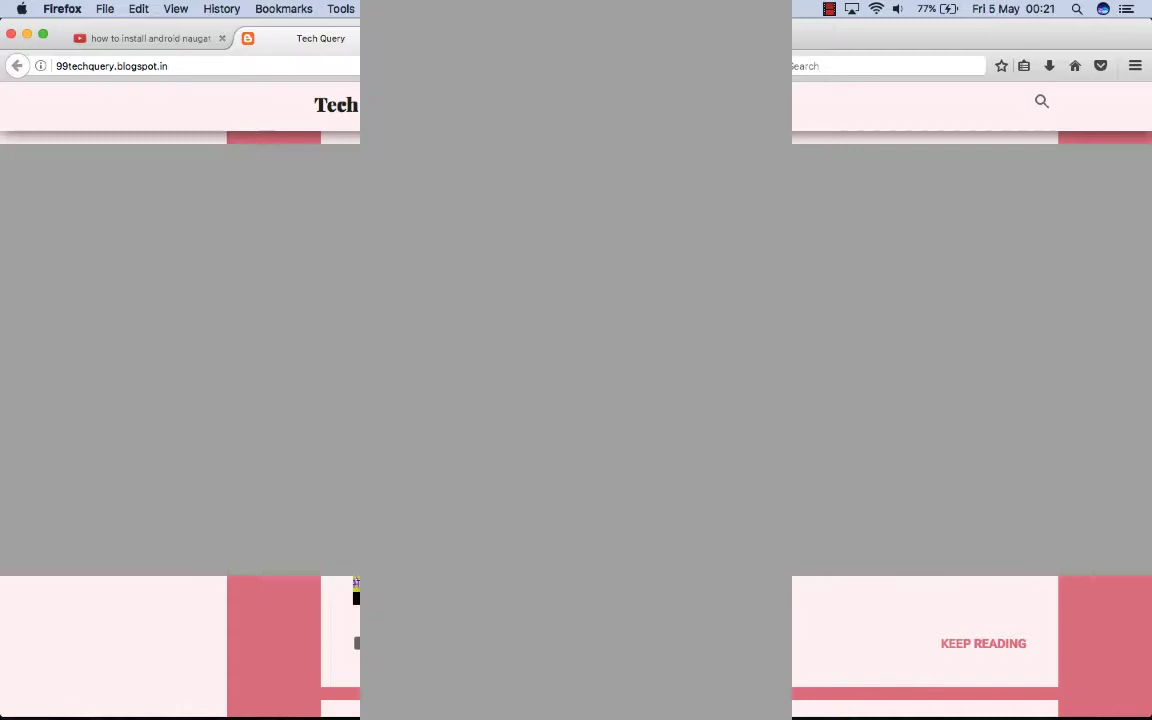 Firefox File Edit View History Bookmarks Tools 77% Fri 5 May 00:21
how to install android naugat Tech Query
99techquery.blogspot.in
Search
Tech
KEEP READING